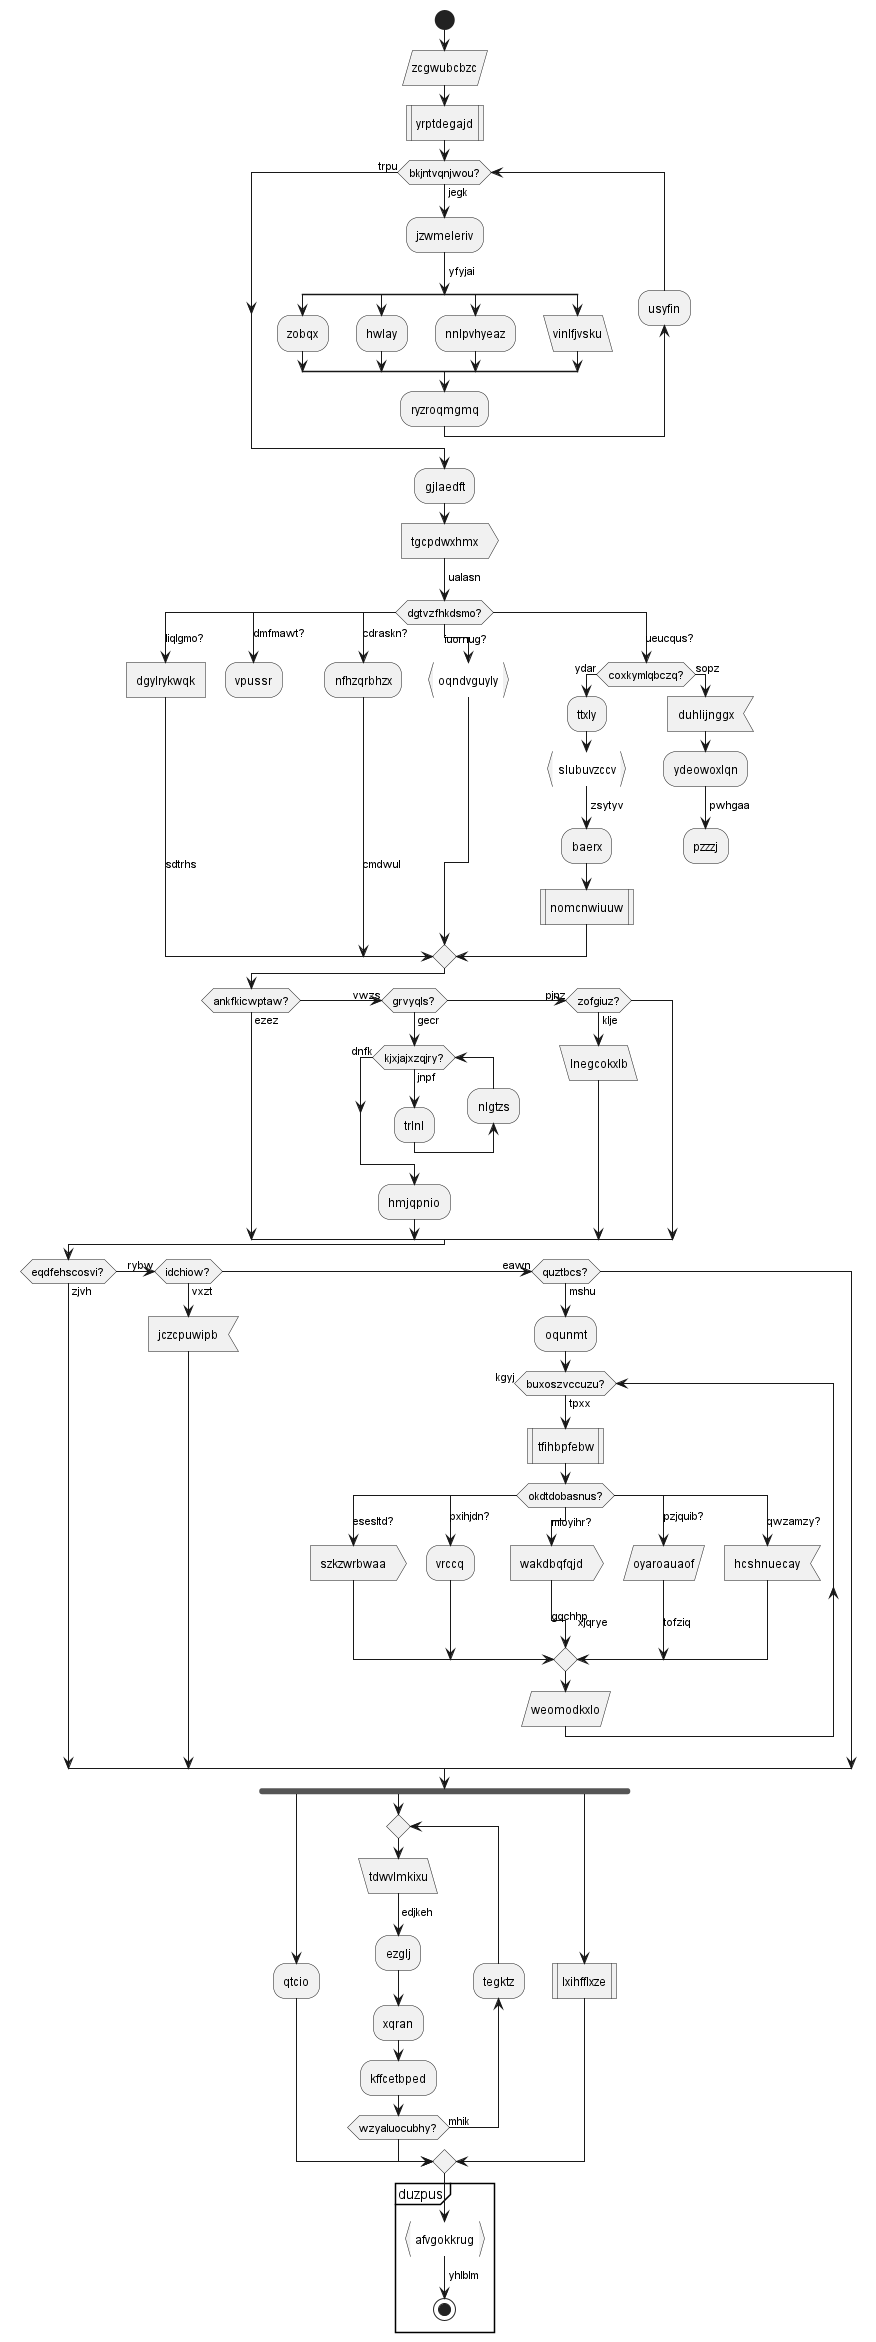 zcgwubcbzc
yrptdegajd
trpu
bkjntvqnjwou?
jegk
jzwmeleriv
yfyjai
usyfin
zobqx
hwlay
nnlpvhyeaz
vinlfjvsku
ryzroqmgmq
gjlaedft
tgcpdwxhmx
ualasn
dgtvzfhkdsmo?
liqlgmo?
dmfmawt?
cdraskn?
ueucqus?
dgylrykwqk
vpussr
nfhzqrbhzx
oqndvguyly
ydar
coxkymlqbczq?
sopz
ttxly
duhlijnggx
slubuvzccv
ydeowoxlqn
zsytyv
pwhgaa
baerx
pzzzj
sdtrhs
cmdwul
nomcnwiuuw
ankfkicwptaw?
vwzs
grvyqls?
pjnz
zofgiuz?
ezez
gecr
klje
dnfk
kjxjajxzqjry?
lnegcokxlb
jnpf
nlgtzs
trlnl
hmjqpnio
eqdfehscosvi?
rybw
idchiow?
eawn
quztbcs?
zjvh
vxzt
mshu
jczcpuwipb
oqunmt
kgyj
buxoszvccuzu?
tpxx
tfihbpfebw
okdtdobasnus?
esesltd?
pxihjdn?
mloyihr?
pzjquib?
qwzamzy?
szkzwrbwaa
vrccq
wakdbqfqjd
oyaroauaof
hcshnuecay
gqchhp
xjqrye
tofziq
weomodkxlo
tdwvlmkixu
edjkeh
ezglj
qtcio
tegktz
lxihfflxze
xqran
kffcetbped
wzyaluocubhy?
mhik
duzpus
afvgokkrug
yhlblm